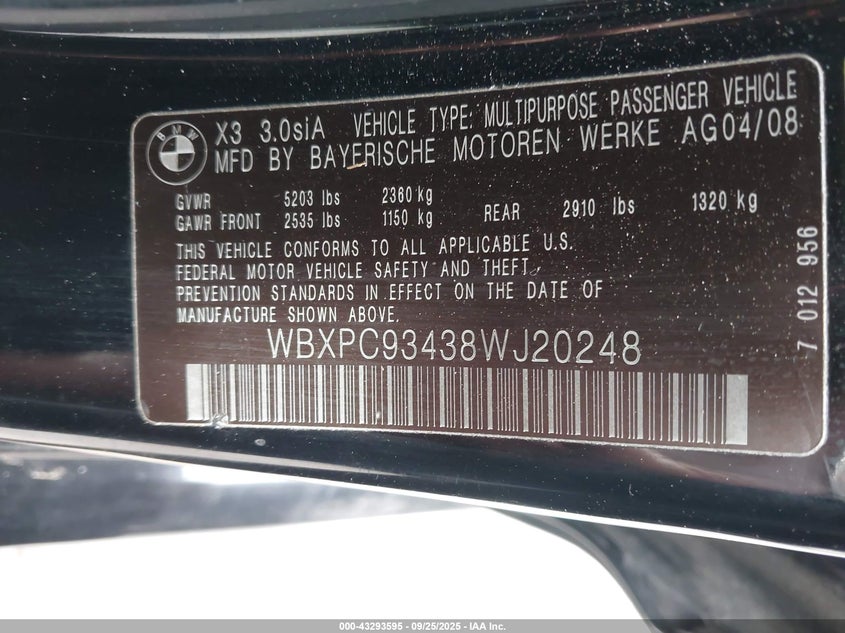 BMW
X3 3.0siA VEHICLE TYPE: MULTIPURPOSE PASSENGER VEHICLE
MFD BY BAYERISCHE MOTOREN WERKE AG 04/08
GVWR 5203 lbs 2360 kg
GAWR FRONT 2535 lbs 1150 kg REAR 2910 lbs 1320 kg
THIS VEHICLE CONFORMS TO ALL APPLICABLE U.S.
FEDERAL MOTOR VEHICLE SAFETY AND THEFT
PREVENTION STANDARDS IN EFFECT ON THE DATE OF
MANUFACTURE SHOWN ABOVE.
WBXPC93438WJ20248
7 012 956
000-43293595 - 09/25/2025 - IAA Inc.